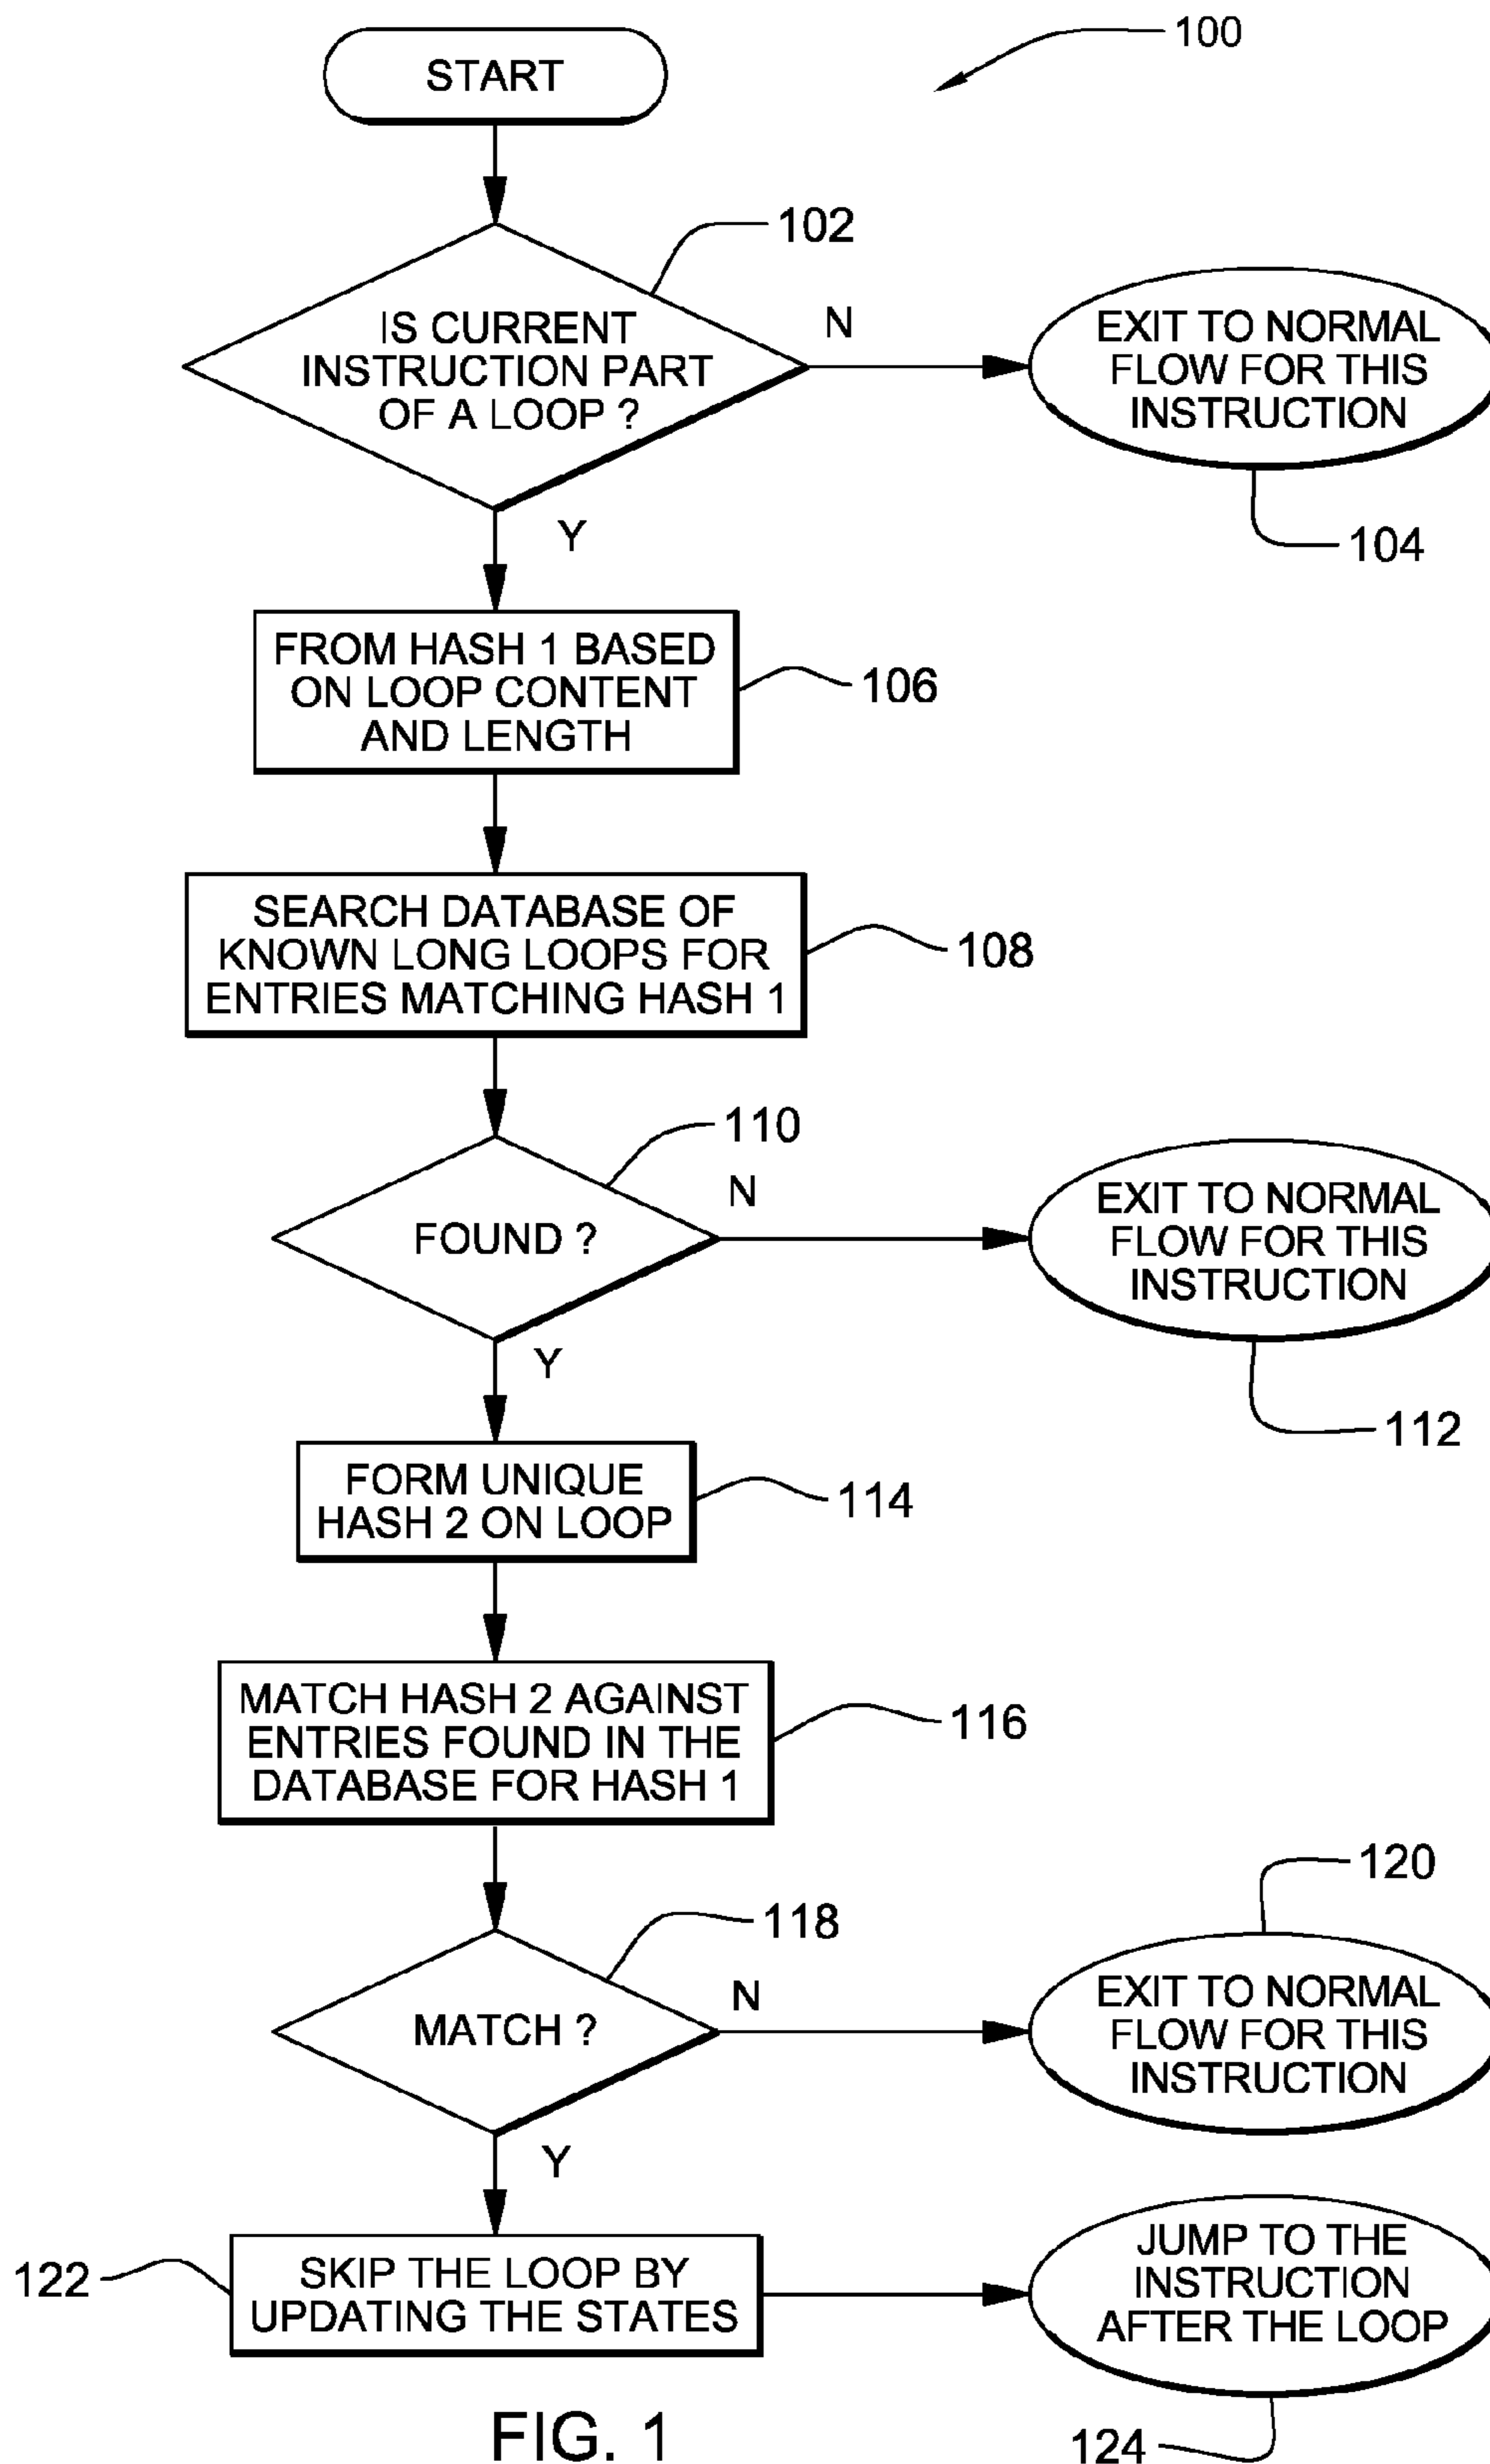 START
100
102
IS CURRENT
INSTRUCTION PART
OF A LOOP ?
N
EXIT TO NORMAL
FLOW FOR THIS
INSTRUCTION
104
Y
FROM HASH 1 BASED
ON LOOP CONTENT
AND LENGTH
106
SEARCH DATABASE OF
KNOWN LONG LOOPS FOR
ENTRIES MATCHING HASH 1
108
110
FOUND ?
N
EXIT TO NORMAL
FLOW FOR THIS
INSTRUCTION
112
Y
FORM UNIQUE
HASH 2 ON LOOP
114
MATCH HASH 2 AGAINST
ENTRIES FOUND IN THE
DATABASE FOR HASH 1
116
118
MATCH ?
N
120
EXIT TO NORMAL
FLOW FOR THIS
INSTRUCTION
Y
122
SKIP THE LOOP BY
UPDATING THE STATES
JUMP TO THE
INSTRUCTION
AFTER THE LOOP
124
FIG. 1